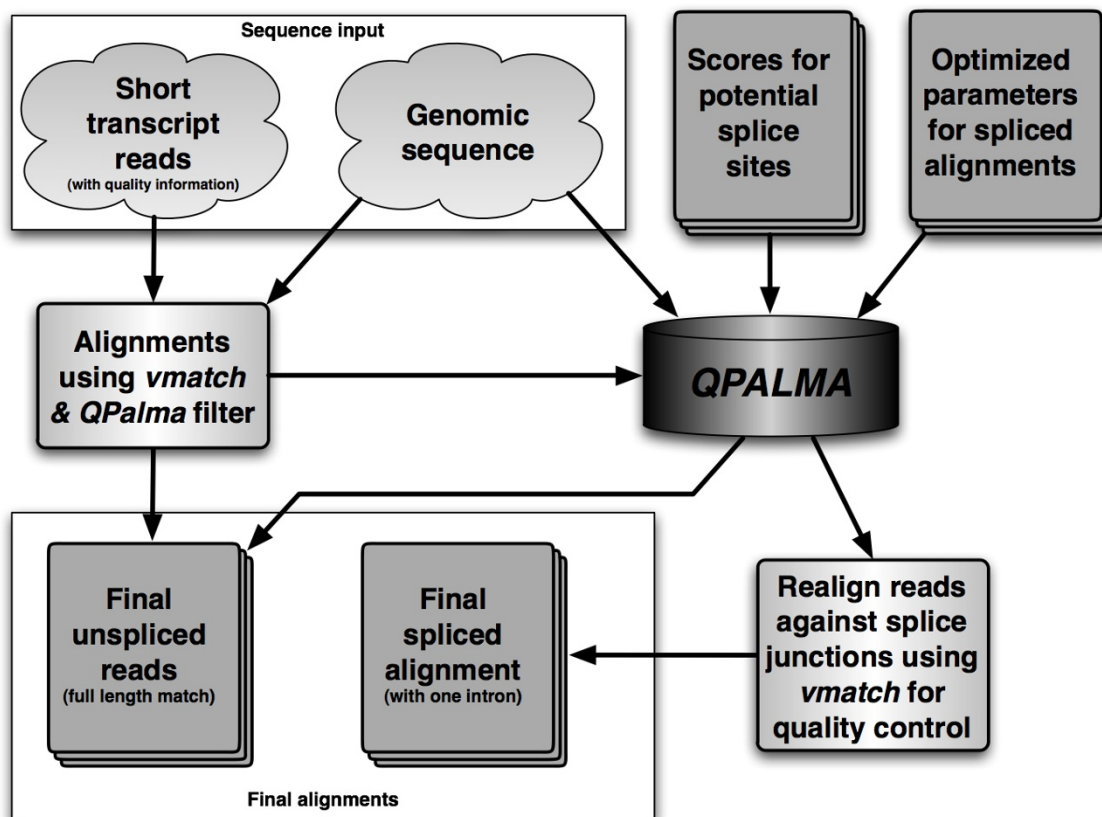 Sequence input
Short
transcript
reads
(with quality information)
Genomic
sequence
Scores for
potential
splice
sites
Optimized
parameters
for spliced
alignments
Alignments
using vmatch
& QPalma filter
QPALMA
Final
unspliced
reads
(full length match)
Final
spliced
alignment
(with one intron)
Realign reads
against splice
junctions using
vmatch for
quality control
Final alignments